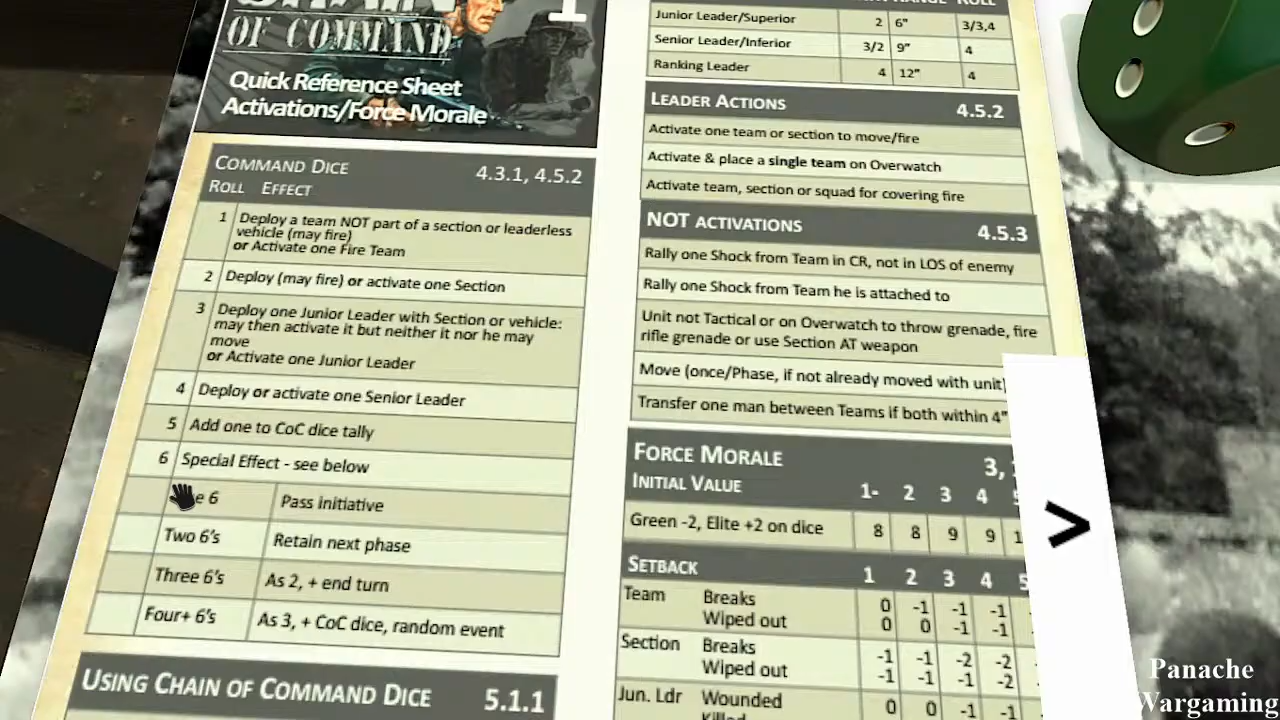 CHAIN
1
OF COMMAND
Quick Reference Sheet
Activations/Force Morale
COMMAND DICE 4.3.1, 4.5.2
ROLL EFFECT
1 Deploy a team NOT part of a section or leaderless
vehicle (may fire)
or Activate one Fire Team
2 Deploy (may fire) or activate one Section
3 Deploy one Junior Leader with Section or vehicle:
may then activate it but neither it nor he may
move
or Activate one Junior Leader
4 Deploy or activate one Senior Leader
5 Add one to CoC dice tally
6 Special Effect - see below
e 6 Pass initiative
Two 6's Retain next phase
Three 6's As 2, + end turn
Four+ 6's As 3, + CoC dice, random event
USING CHAIN OF COMMAND DICE 5.1.1
RANGE ROLL
Junior Leader/Superior 2 6" 3/3,4
Senior Leader/Inferior 3/2 9" 4
Ranking Leader 4 12" 4
LEADER ACTIONS 4.5.2
Activate one team or section to move/fire
Activate & place a single team on Overwatch
Activate team, section or squad for covering fire
NOT ACTIVATIONS 4.5.3
Rally one Shock from Team in CR, not in LOS of enemy
Rally one Shock from Team he is attached to
Unit not Tactical or on Overwatch to throw grenade, fire
rifle grenade or use Section AT weapon
Move (once/Phase, if not already moved with unit)
Transfer one man between Teams if both within 4"
FORCE MORALE 3,
INITIAL VALUE 1- 2 3 4
Green -2, Elite +2 on dice 8 8 9 9 1
SETBACK 1 2 3 4 5
Team Breaks 0 -1 -1 -1
Wiped out 0 0 -1 -1
Section Breaks -1 -1 -2 -2
Wiped out -1 -1 -1 -2
Jun. Ldr Wounded 0 0 -1 -1
Killed
>
Panache
Wargaming